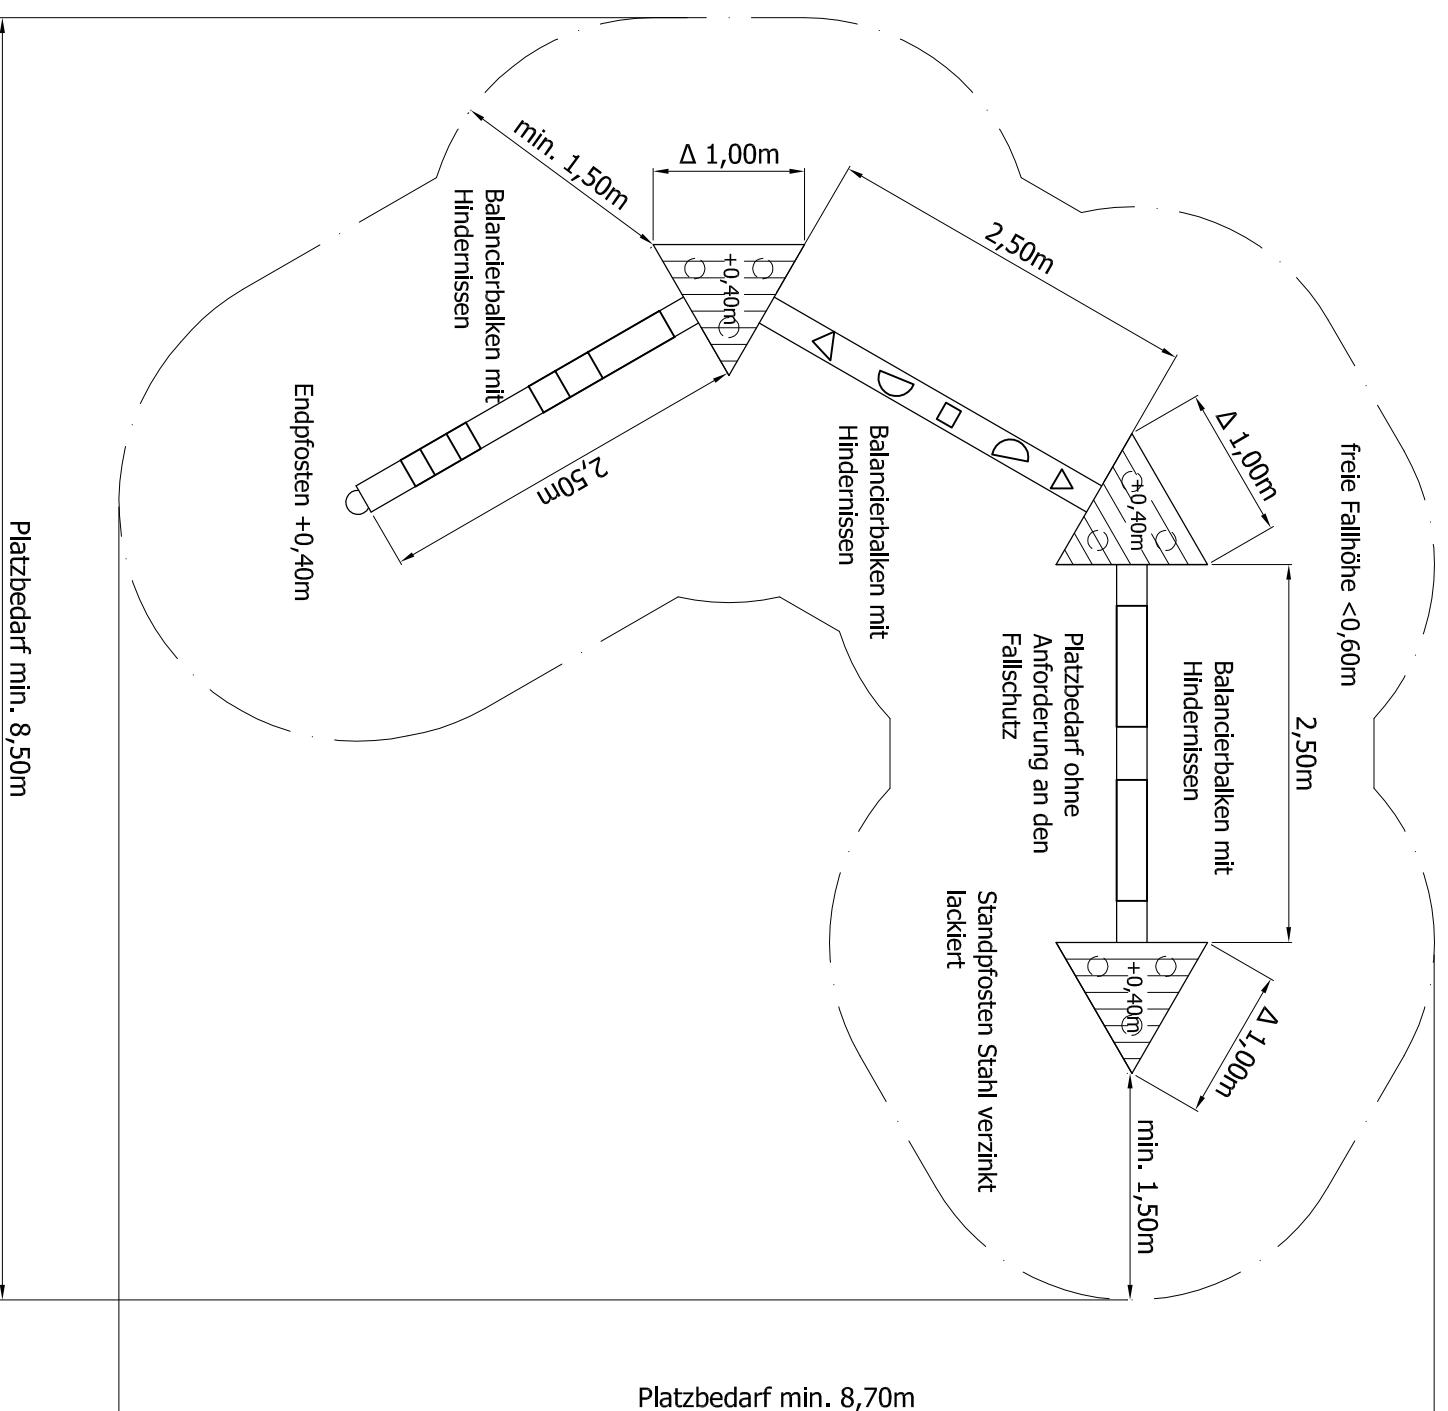 Δ 1,00m
min. 1,50m
Balancierbalken mit
Hindernissen
+0,40m
2,50m
2,50m
Endpfosten +0,40m
Balancierbalken mit
Hindernissen
Δ 1,00m
+0,40m
freie Fallhöhe <0,60m
2,50m
Balancierbalken mit
Hindernissen
Platzbedarf ohne
Anforderung an den
Fallschutz
Standpfosten Stahl verzinkt
lackiert
+0,40m
Δ 1,00m
min. 1,50m
Platzbedarf min. 8,50m
Platzbedarf min. 8,70m